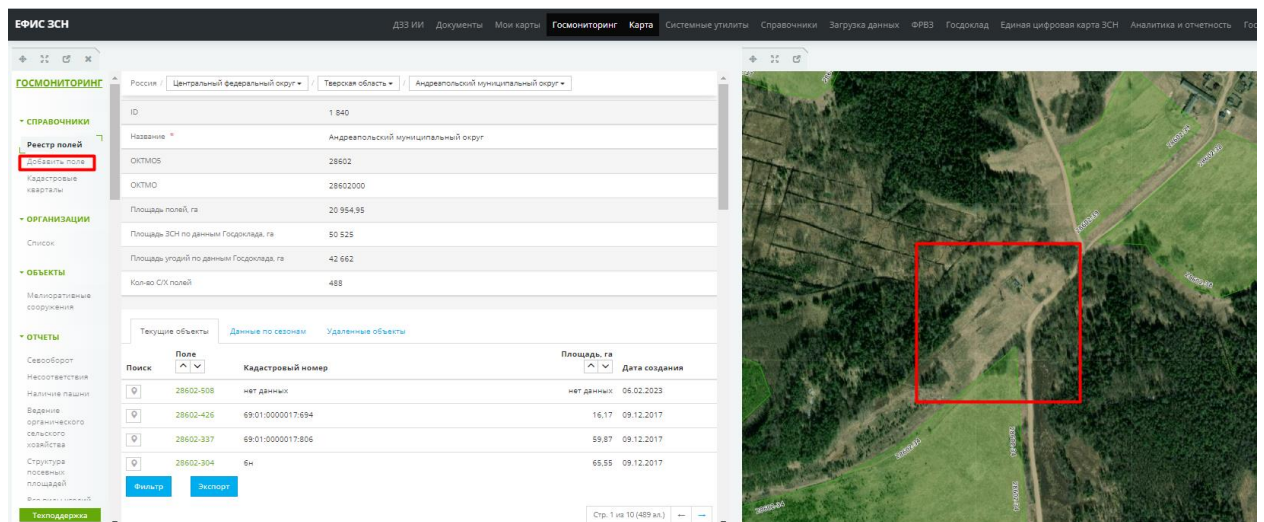 ЕФИС ЗСН
ДЗЗ ИИ Документы Мои карты Госмониторинг Карта Системные утилиты Справочники Загрузка данных ФРВЗ Госдоклад Единая цифровая карта ЗСН Аналитика и отчетность Гос
ГОСМОНИТОРИНГ
СПРАВОЧНИКИ
Реестр полей
Добавить поле
Кадастровые
кварталы
ОРГАНИЗАЦИИ
Список
ОБЪЕКТЫ
Мелиоративные
сооружения
ОТЧЕТЫ
Севооборот
Несоответствия
Наличие пашни
Ведение
органического
сельского
хозяйства
Структура
посевных
площадей
Техподдержка
Россия / Центральный федеральный округ / Тверская область / Андреапольский муниципальный округ
ID 1 840
Название * Андреапольский муниципальный округ
ОКТМО5 28602
ОКТМО 28602000
Площадь полей, га 20 954,95
Площадь ЗСН по данным Госдоклада, га 50 525
Площадь угодий по данным Госдоклада, га 42 662
Кол-во С/Х полей 488
Текущие объекты Данные по сезонам Удаленные объекты
Поиск Поле Кадастровый номер Площадь, га Дата создания
28602-508 нет данных нет данных 06.02.2023
28602-426 69:01:0000017:694 16,17 09.12.2017
28602-337 69:01:0000017:806 59,87 09.12.2017
28602-304 бн 65,55 09.12.2017
Фильтр Экспорт
Стр. 1 из 10 (489 эл.)